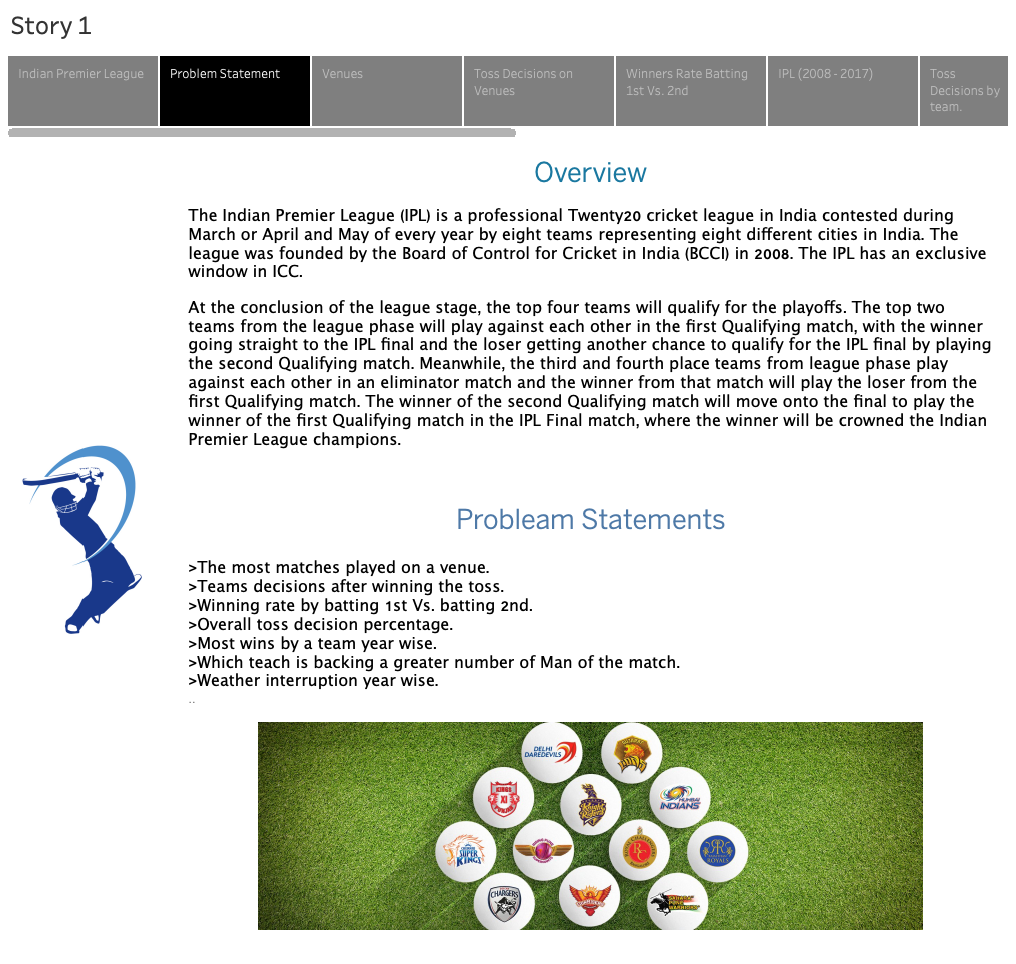 Story 1
Indian Premier League
Problem Statement
Venues
Toss Decisions on
Venues
Winners Rate Batting
1st Vs. 2nd
IPL (2008 - 2017)
Toss
Decisions by
team.
Overview
The Indian Premier League (IPL) is a professional Twenty20 cricket league in India contested during
March or April and May of every year by eight teams representing eight different cities in India. The
league was founded by the Board of Control for Cricket in India (BCCI) in 2008. The IPL has an exclusive
window in ICC.
At the conclusion of the league stage, the top four teams will qualify for the playoffs. The top two
teams from the league phase will play against each other in the first Qualifying match, with the winner
going straight to the IPL final and the loser getting another chance to qualify for the IPL final by playing
the second Qualifying match. Meanwhile, the third and fourth place teams from league phase play
against each other in an eliminator match and the winner from that match will play the loser from the
first Qualifying match. The winner of the second Qualifying match will move onto the final to play the
winner of the first Qualifying match in the IPL Final match, where the winner will be crowned the Indian
Premier League champions.
Probleam Statements
>The most matches played on a venue.
>Teams decisions after winning the toss.
>Winning rate by batting 1st Vs. batting 2nd.
>Overall toss decision percentage.
>Most wins by a team year wise.
>Which teach is backing a greater number of Man of the match.
>Weather interruption year wise.
..
DELHI
DAREDEVILS
KINGS
XI
PUNJAB
Knight
Riders
MUMBAI
INDIANS
SUPER
KINGS
RC
ROYALS
CHARGERS